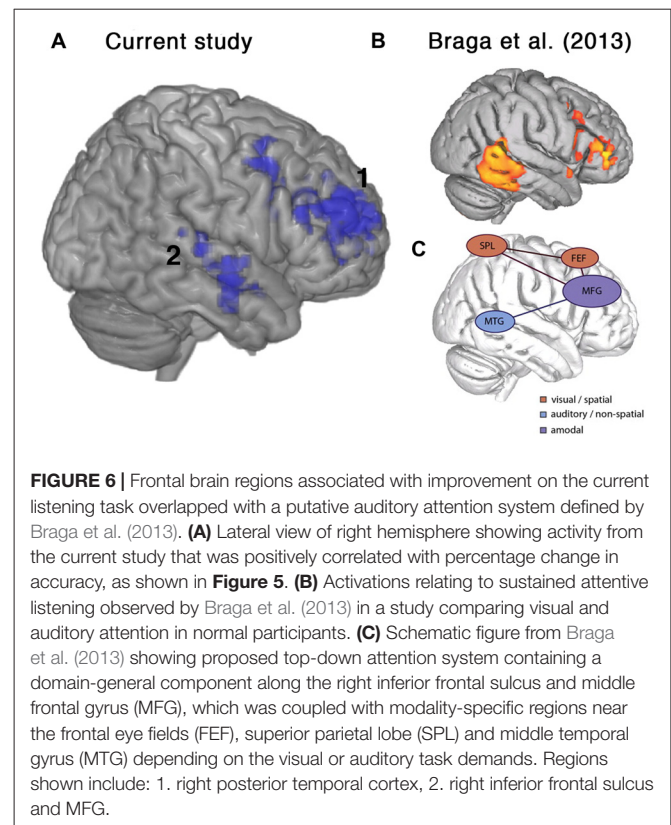 A Current study
B Braga et al. (2013)
1
2
C
SPL
FEF
MFG
MTG
visual / spatial
auditory / non-spatial
amodal
FIGURE 6 | Frontal brain regions associated with improvement on the current
listening task overlapped with a putative auditory attention system defined by
Braga et al. (2013). (A) Lateral view of right hemisphere showing activity from
the current study that was positively correlated with percentage change in
accuracy, as shown in Figure 5. (B) Activations relating to sustained attentive
listening observed by Braga et al. (2013) in a study comparing visual and
auditory attention in normal participants. (C) Schematic figure from Braga
et al. (2013) showing proposed top-down attention system containing a
domain-general component along the right inferior frontal sulcus and middle
frontal gyrus (MFG), which was coupled with modality-specific regions near
the frontal eye fields (FEF), superior parietal lobe (SPL) and middle temporal
gyrus (MTG) depending on the visual or auditory task demands. Regions
shown include: 1. right posterior temporal cortex, 2. right inferior frontal sulcus
and MFG.